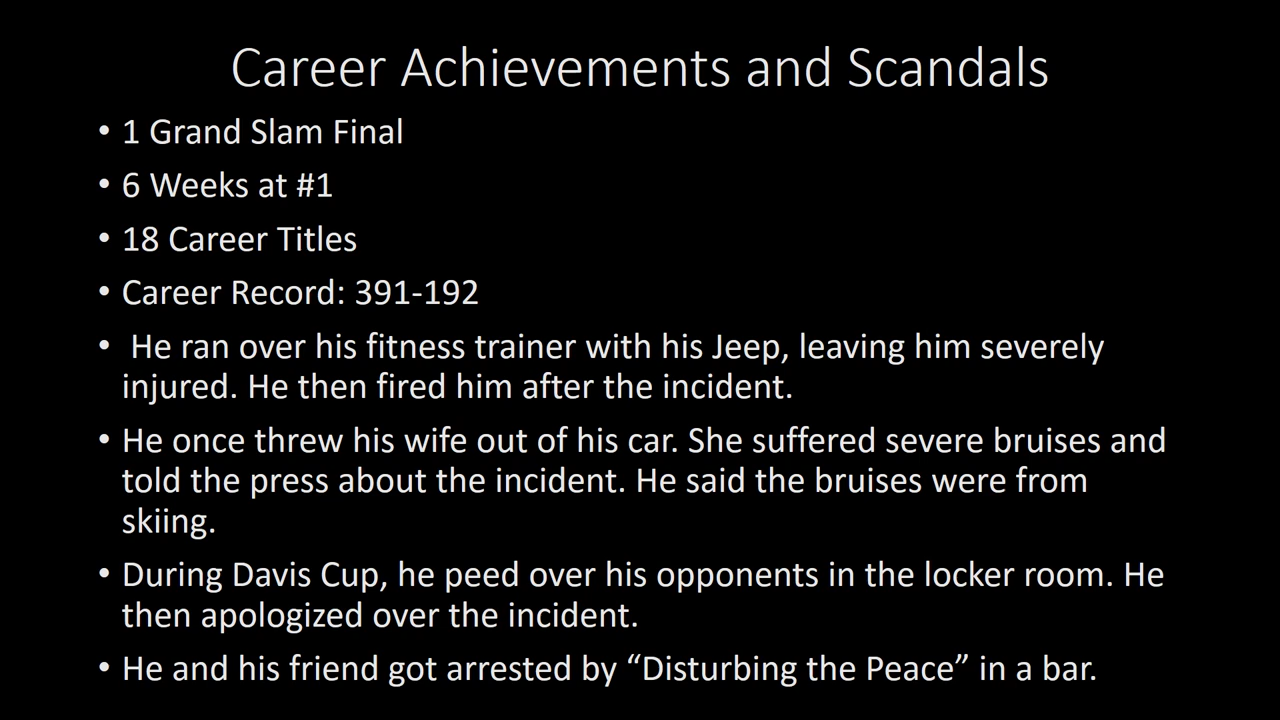 Career Achievements and Scandals
• 1 Grand Slam Final
• 6 Weeks at #1
• 18 Career Titles
• Career Record: 391-192
• He ran over his fitness trainer with his Jeep, leaving him severely
injured. He then fired him after the incident.
• He once threw his wife out of his car. She suffered severe bruises and
told the press about the incident. He said the bruises were from
skiing.
• During Davis Cup, he peed over his opponents in the locker room. He
then apologized over the incident.
• He and his friend got arrested by “Disturbing the Peace” in a bar.